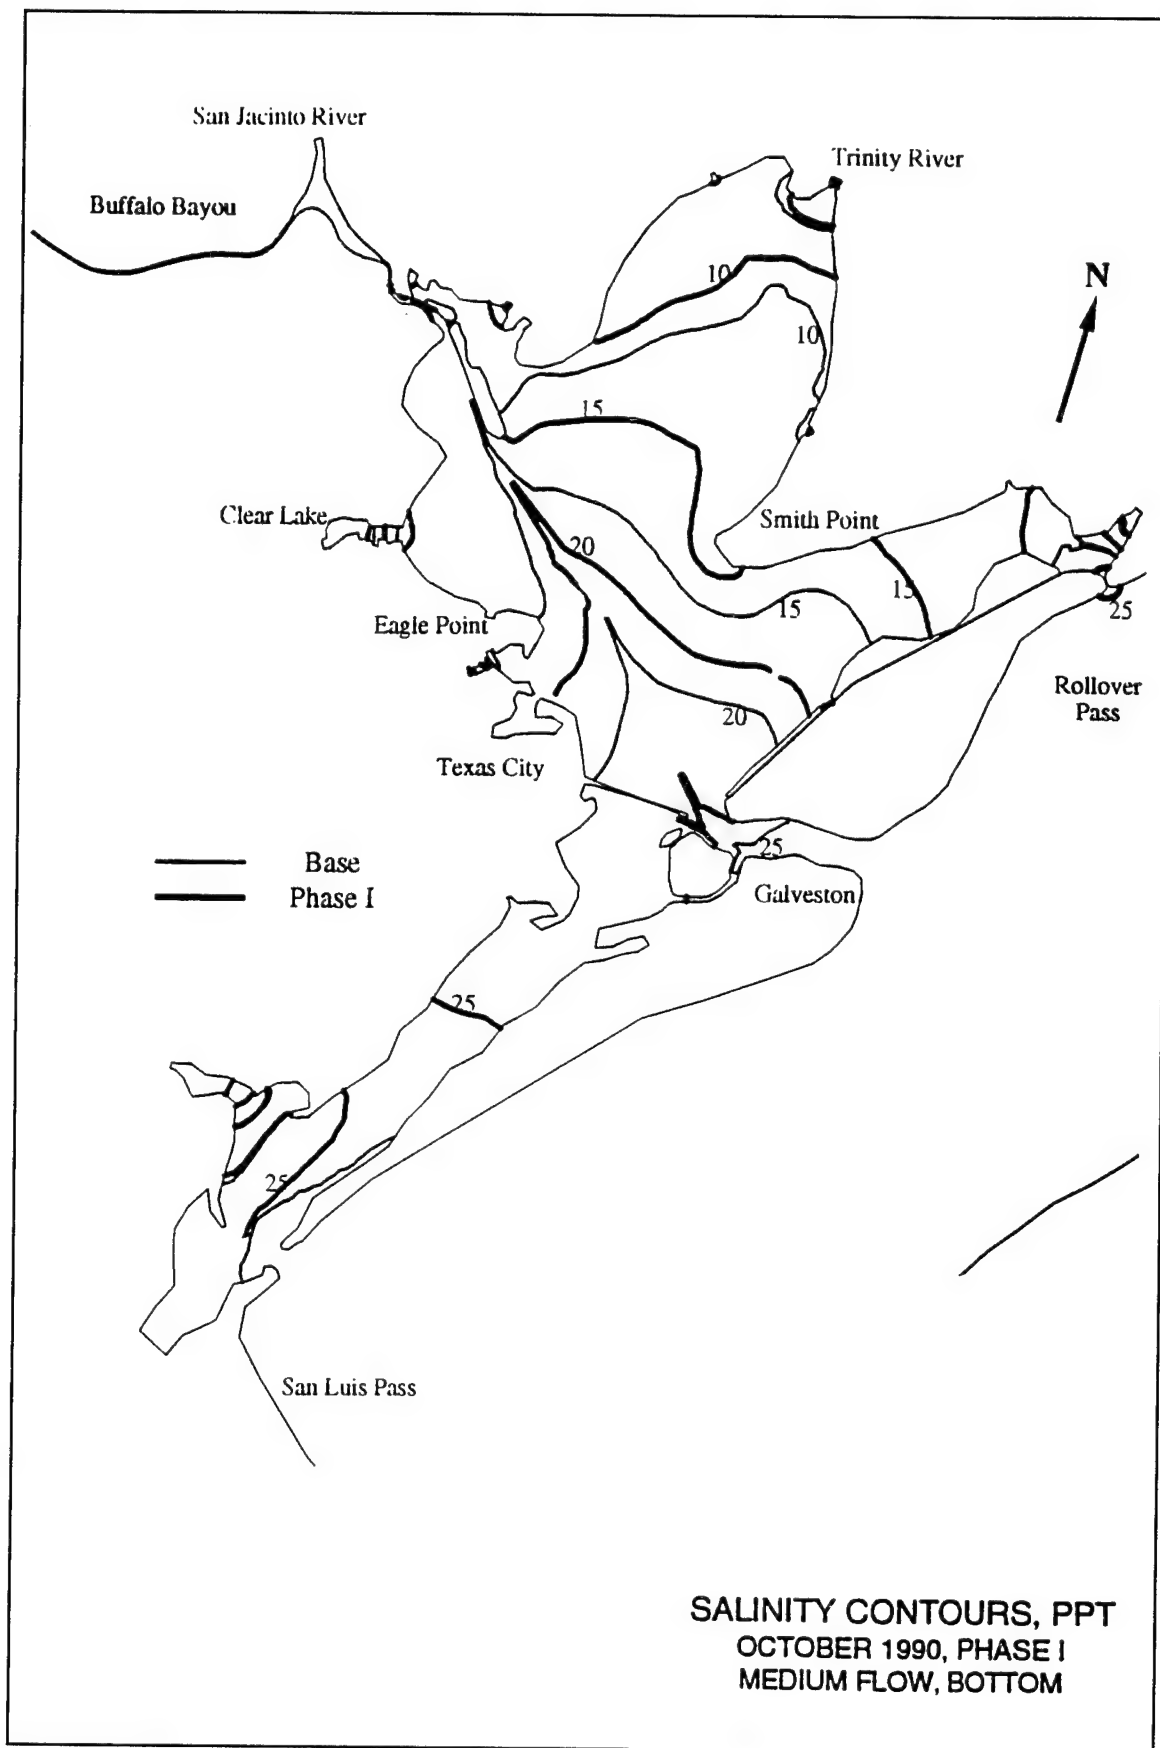 San Jacinto River
Trinity River
Buffalo Bayou
10
N
10
15
Clear Lake
Smith Point
20
15
15
25
Eagle Point
Rollover
Pass
20
Texas City
25
Base
Phase I
Galveston
25
25
San Luis Pass
SALINITY CONTOURS, PPT
OCTOBER 1990, PHASE I
MEDIUM FLOW, BOTTOM